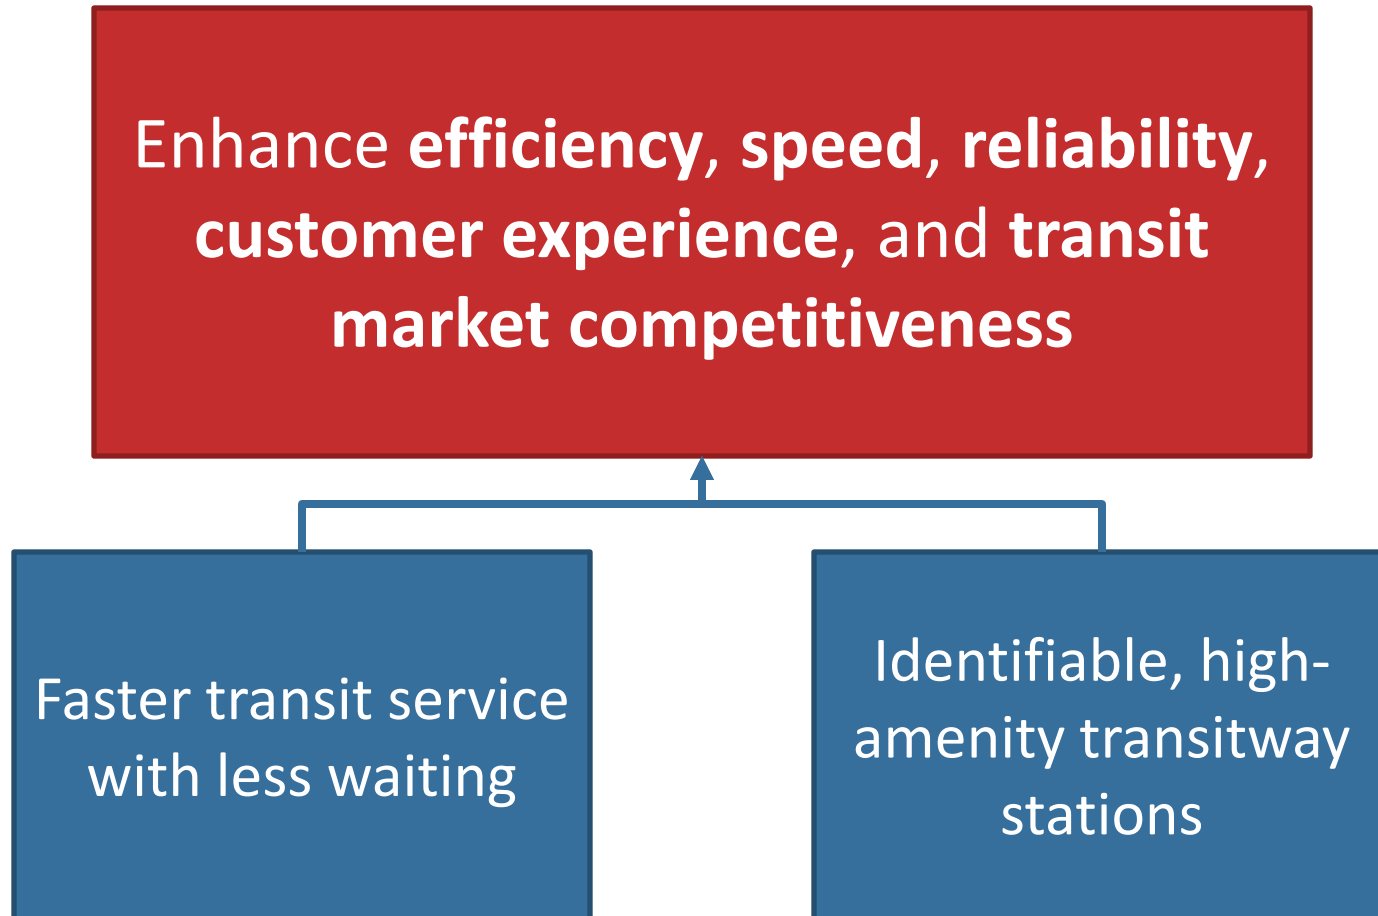 Enhance efficiency, speed, reliability,
customer experience, and transit
market competitiveness
Faster transit service
with less waiting
Identifiable, high-
amenity transitway
stations